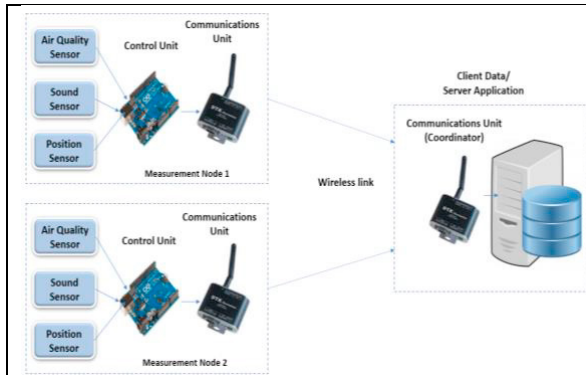 Communications
Unit
Air Quality
Sensor
Control Unit
Sound
Sensor
Position
Sensor
Measurement Node 1
Client Data/
Server Application
Communications Unit
(Coordinator)
Wireless link
Communications
Unit
Air Quality
Sensor
Control Unit
Sound
Sensor
Position
Sensor
Measurement Node 2